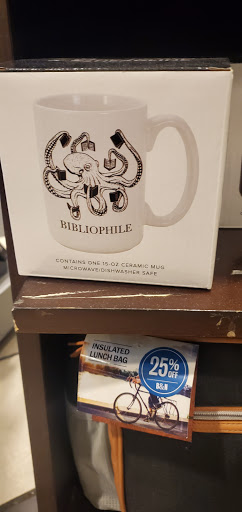 BIBLIOPHILE
CONTAINS ONE 15-OZ CERAMIC MUG
MICROWAVE/DISHWASHER SAFE
INSULATED
LUNCH BAG
25%
OFF
B&N